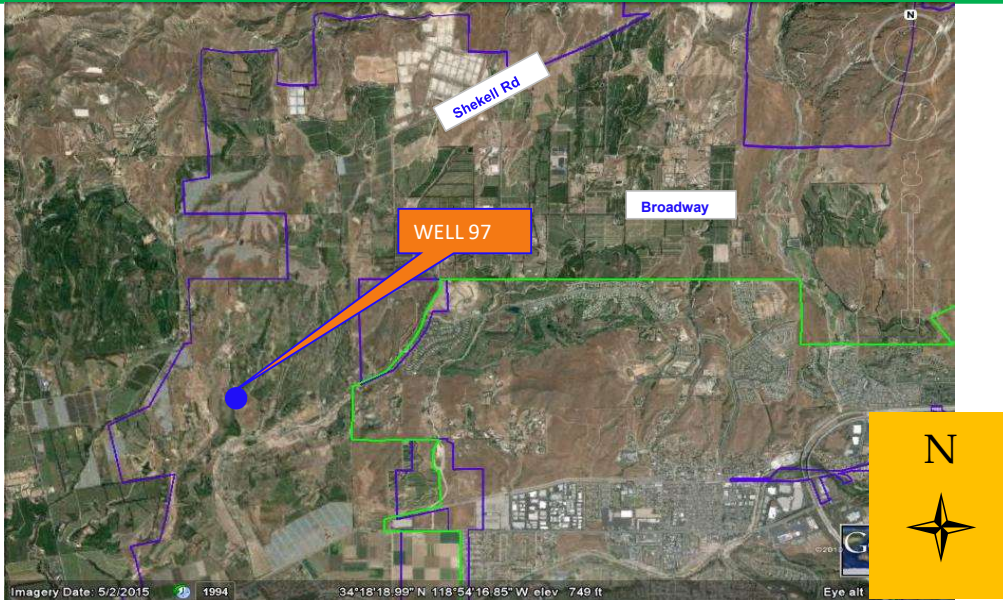 N
Shekell Rd
Broadway
WELL 97
N
©2015
G
Imagery Date: 5/2/2015 1994 34°18'18.99" N 118°54'16.85" W elev 749 ft Eye alt